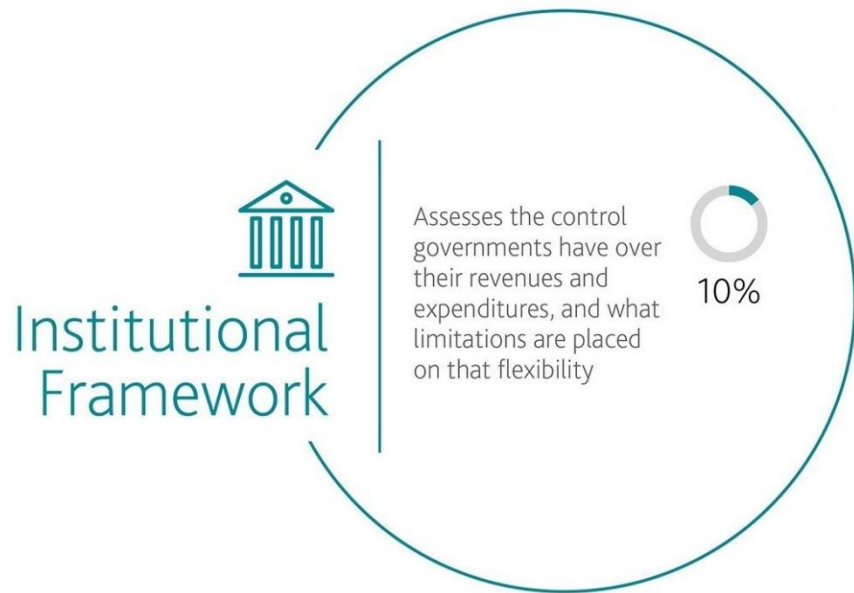 Institutional
Framework
Assesses the control
governments have over
their revenues and
expenditures, and what
limitations are placed
on that flexibility
10%